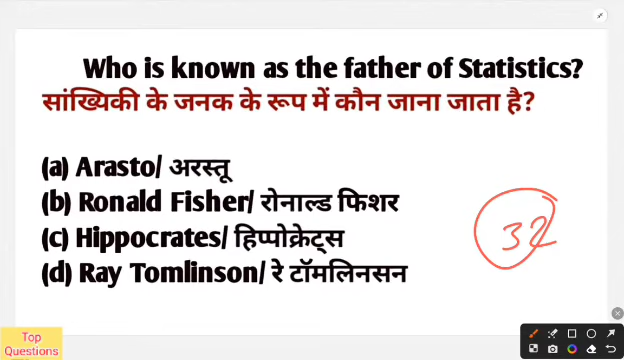 Who is known as the father of Statistics?
सांख्यिकी के जनक के रूप में कौन जाना जाता है?
(a) Arasto/ अरस्तू
(b) Ronald Fisher/ रोनाल्ड फिशर
(c) Hippocrates/ हिप्पोक्रेट्स
(d) Ray Tomlinson/ रे टॉमलिनसन
32
Top
Questions